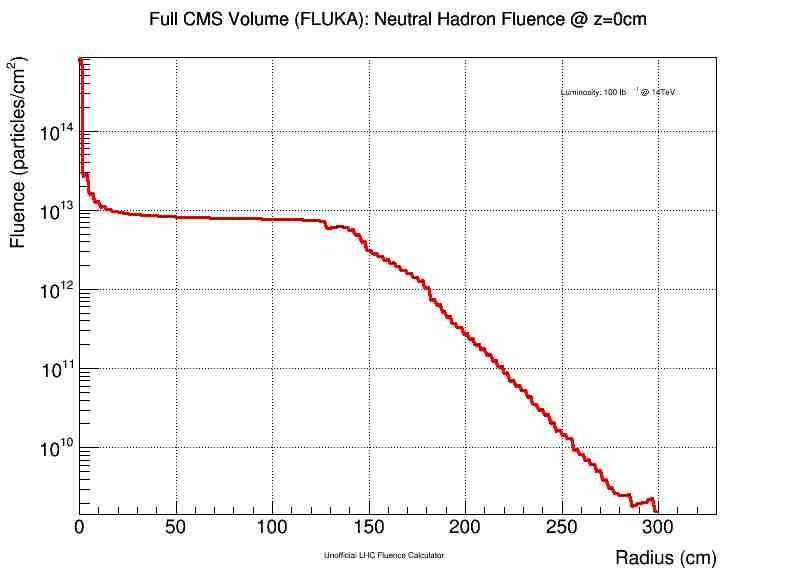 Full CMS Volume (FLUKA): Neutral Hadron Fluence @ z=0cm
Fluence (particles/cm²)
Luminosity: 100 fb⁻¹ @ 14TeV
10¹⁴
10¹³
10¹²
10¹¹
10¹⁰
0 50 100 150 200 250 300
Radius (cm)
Unofficial LHC Fluence Calculator